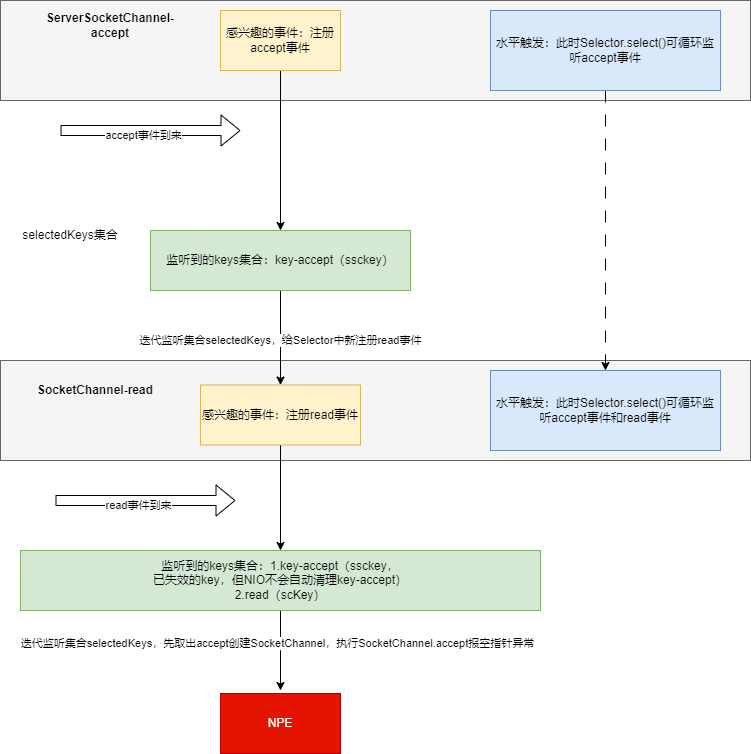 ServerSocketChannel-
accept
感兴趣的事件：注册
accept事件
水平触发：此时Selector.select()可循环监
听accept事件
accept事件到来
selectedKeys集合
监听到的keys集合：key-accept（ssckey）
迭代监听集合selectedKeys，给Selector中新注册read事件
SocketChannel-read
感兴趣的事件：注册read事件
水平触发：此时Selector.select()可循环监
听accept事件和read事件
read事件到来
监听到的keys集合：1.key-accept（ssckey，
已失效的key，但NIO不会自动清理key-accept）
2.read（scKey）
迭代监听集合selectedKeys，先取出accept创建SocketChannel，执行SocketChannel.accept报空指针异常
NPE